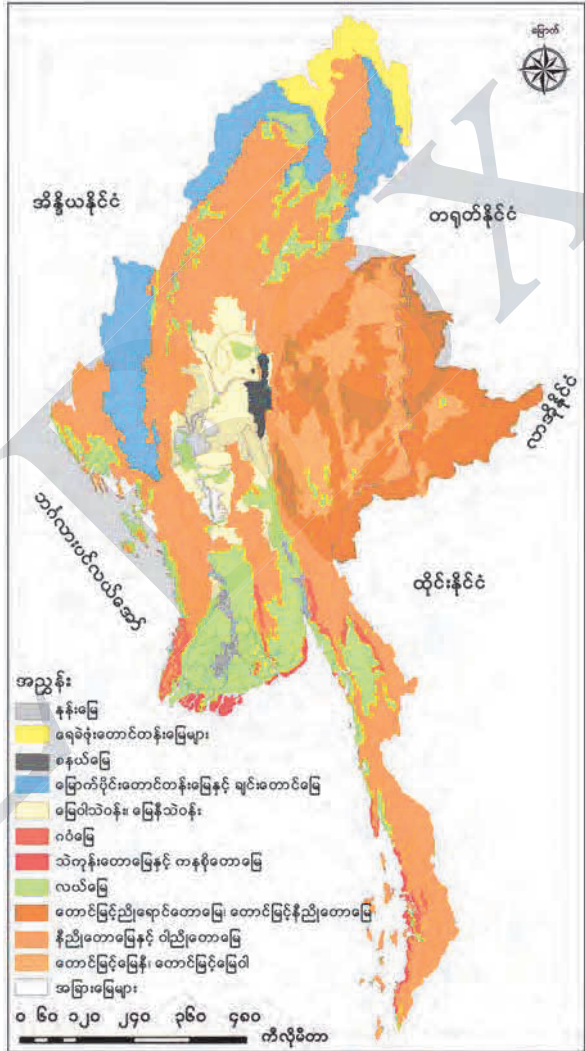 မြောက်
အိန္ဒိယနိုင်ငံ
တရုတ်နိုင်ငံ
လာအိုနိုင်ငံ
ဘင်္ဂလားပင်လယ်အော်
ထိုင်းနိုင်ငံ
အညွှန်း
နုန်းမြေ
ရေခဲဖုံးတောင်တန်းမြေများ
စနယ်မြေ
မြောက်ပိုင်းတောင်တန်းမြေနှင့် ချင်းတောင်မြေ
မြေဝါသဲဝန်း၊ မြေနီသဲဝန်း
ဂဝံမြေ
သဲကုန်းတောမြေနှင့် ကနစိုတောမြေ
လယ်မြေ
တောင်မြင့်ညိုရောင်တောမြေ၊ တောင်မြင့်နီညိုတောမြေ
နီညိုတောမြေနှင့် ဝါညိုတောမြေ
တောင်မြင့်မြေနီ၊ တောင်မြင့်မြေဝါ
အခြားမြေများ
၀ ၆၀ ၁၂၀ ၂၄၀ ၃၆၀ ၄၈၀
ကီလိုမီတာ